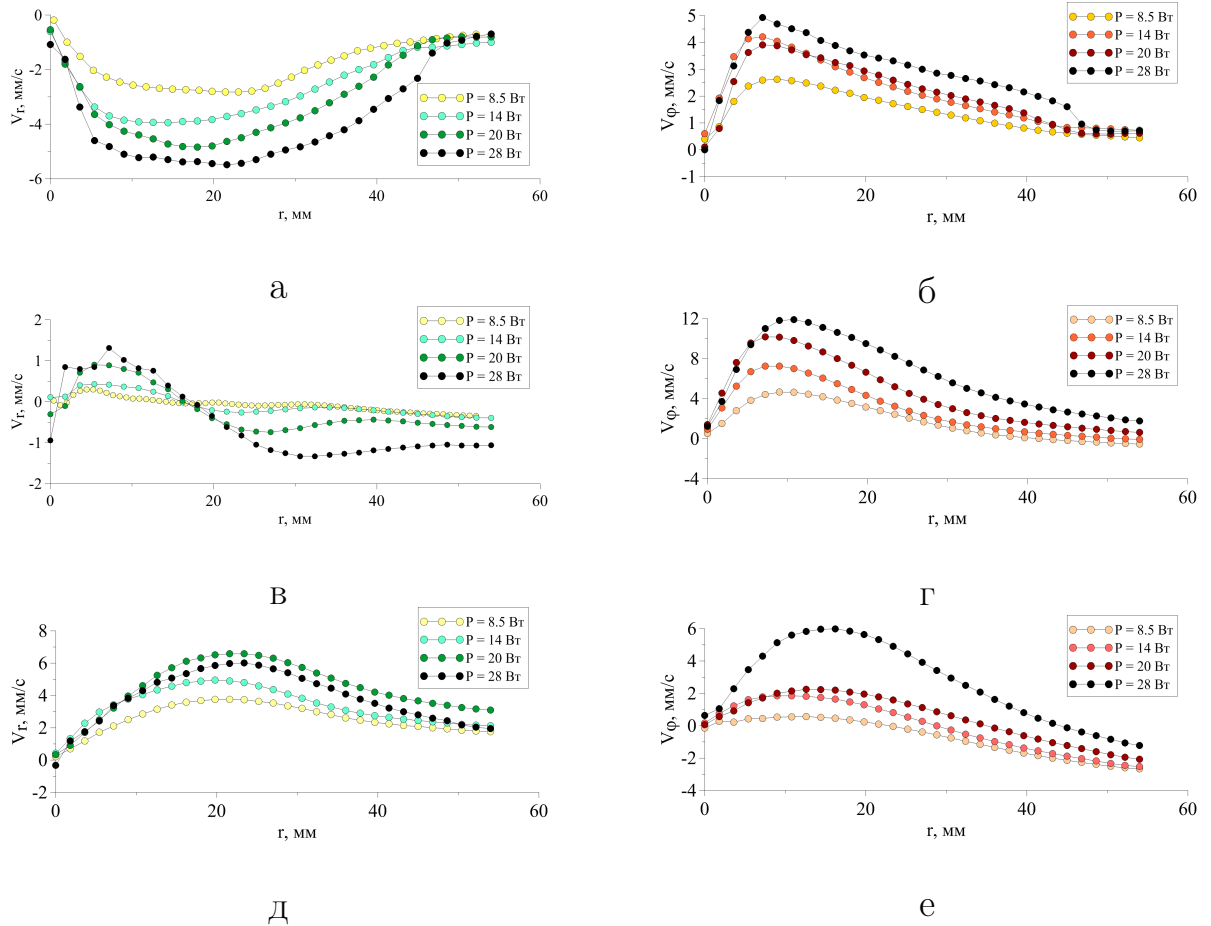 0
-2
-4
-6
0
20
40
60
V_r, мм/с
r, мм
P = 8.5 Вт
P = 14 Вт
P = 20 Вт
P = 28 Вт
а
5
4
3
2
1
0
-1
0
20
40
60
Vφ, мм/с
r, мм
P = 8.5 Вт
P = 14 Вт
P = 20 Вт
P = 28 Вт
б
2
1
0
-1
-2
0
20
40
60
V_r, мм/с
r, мм
P = 8.5 Вт
P = 14 Вт
P = 20 Вт
P = 28 Вт
в
12
8
4
0
-4
0
20
40
60
Vφ, мм/с
r, мм
P = 8.5 Вт
P = 14 Вт
P = 20 Вт
P = 28 Вт
г
8
6
4
2
0
-2
0
20
40
60
V_r, мм/с
r, мм
P = 8.5 Вт
P = 14 Вт
P = 20 Вт
P = 28 Вт
д
6
4
2
0
-2
-4
0
20
40
60
Vφ, мм/с
r, мм
P = 8.5 Вт
P = 14 Вт
P = 20 Вт
P = 28 Вт
е